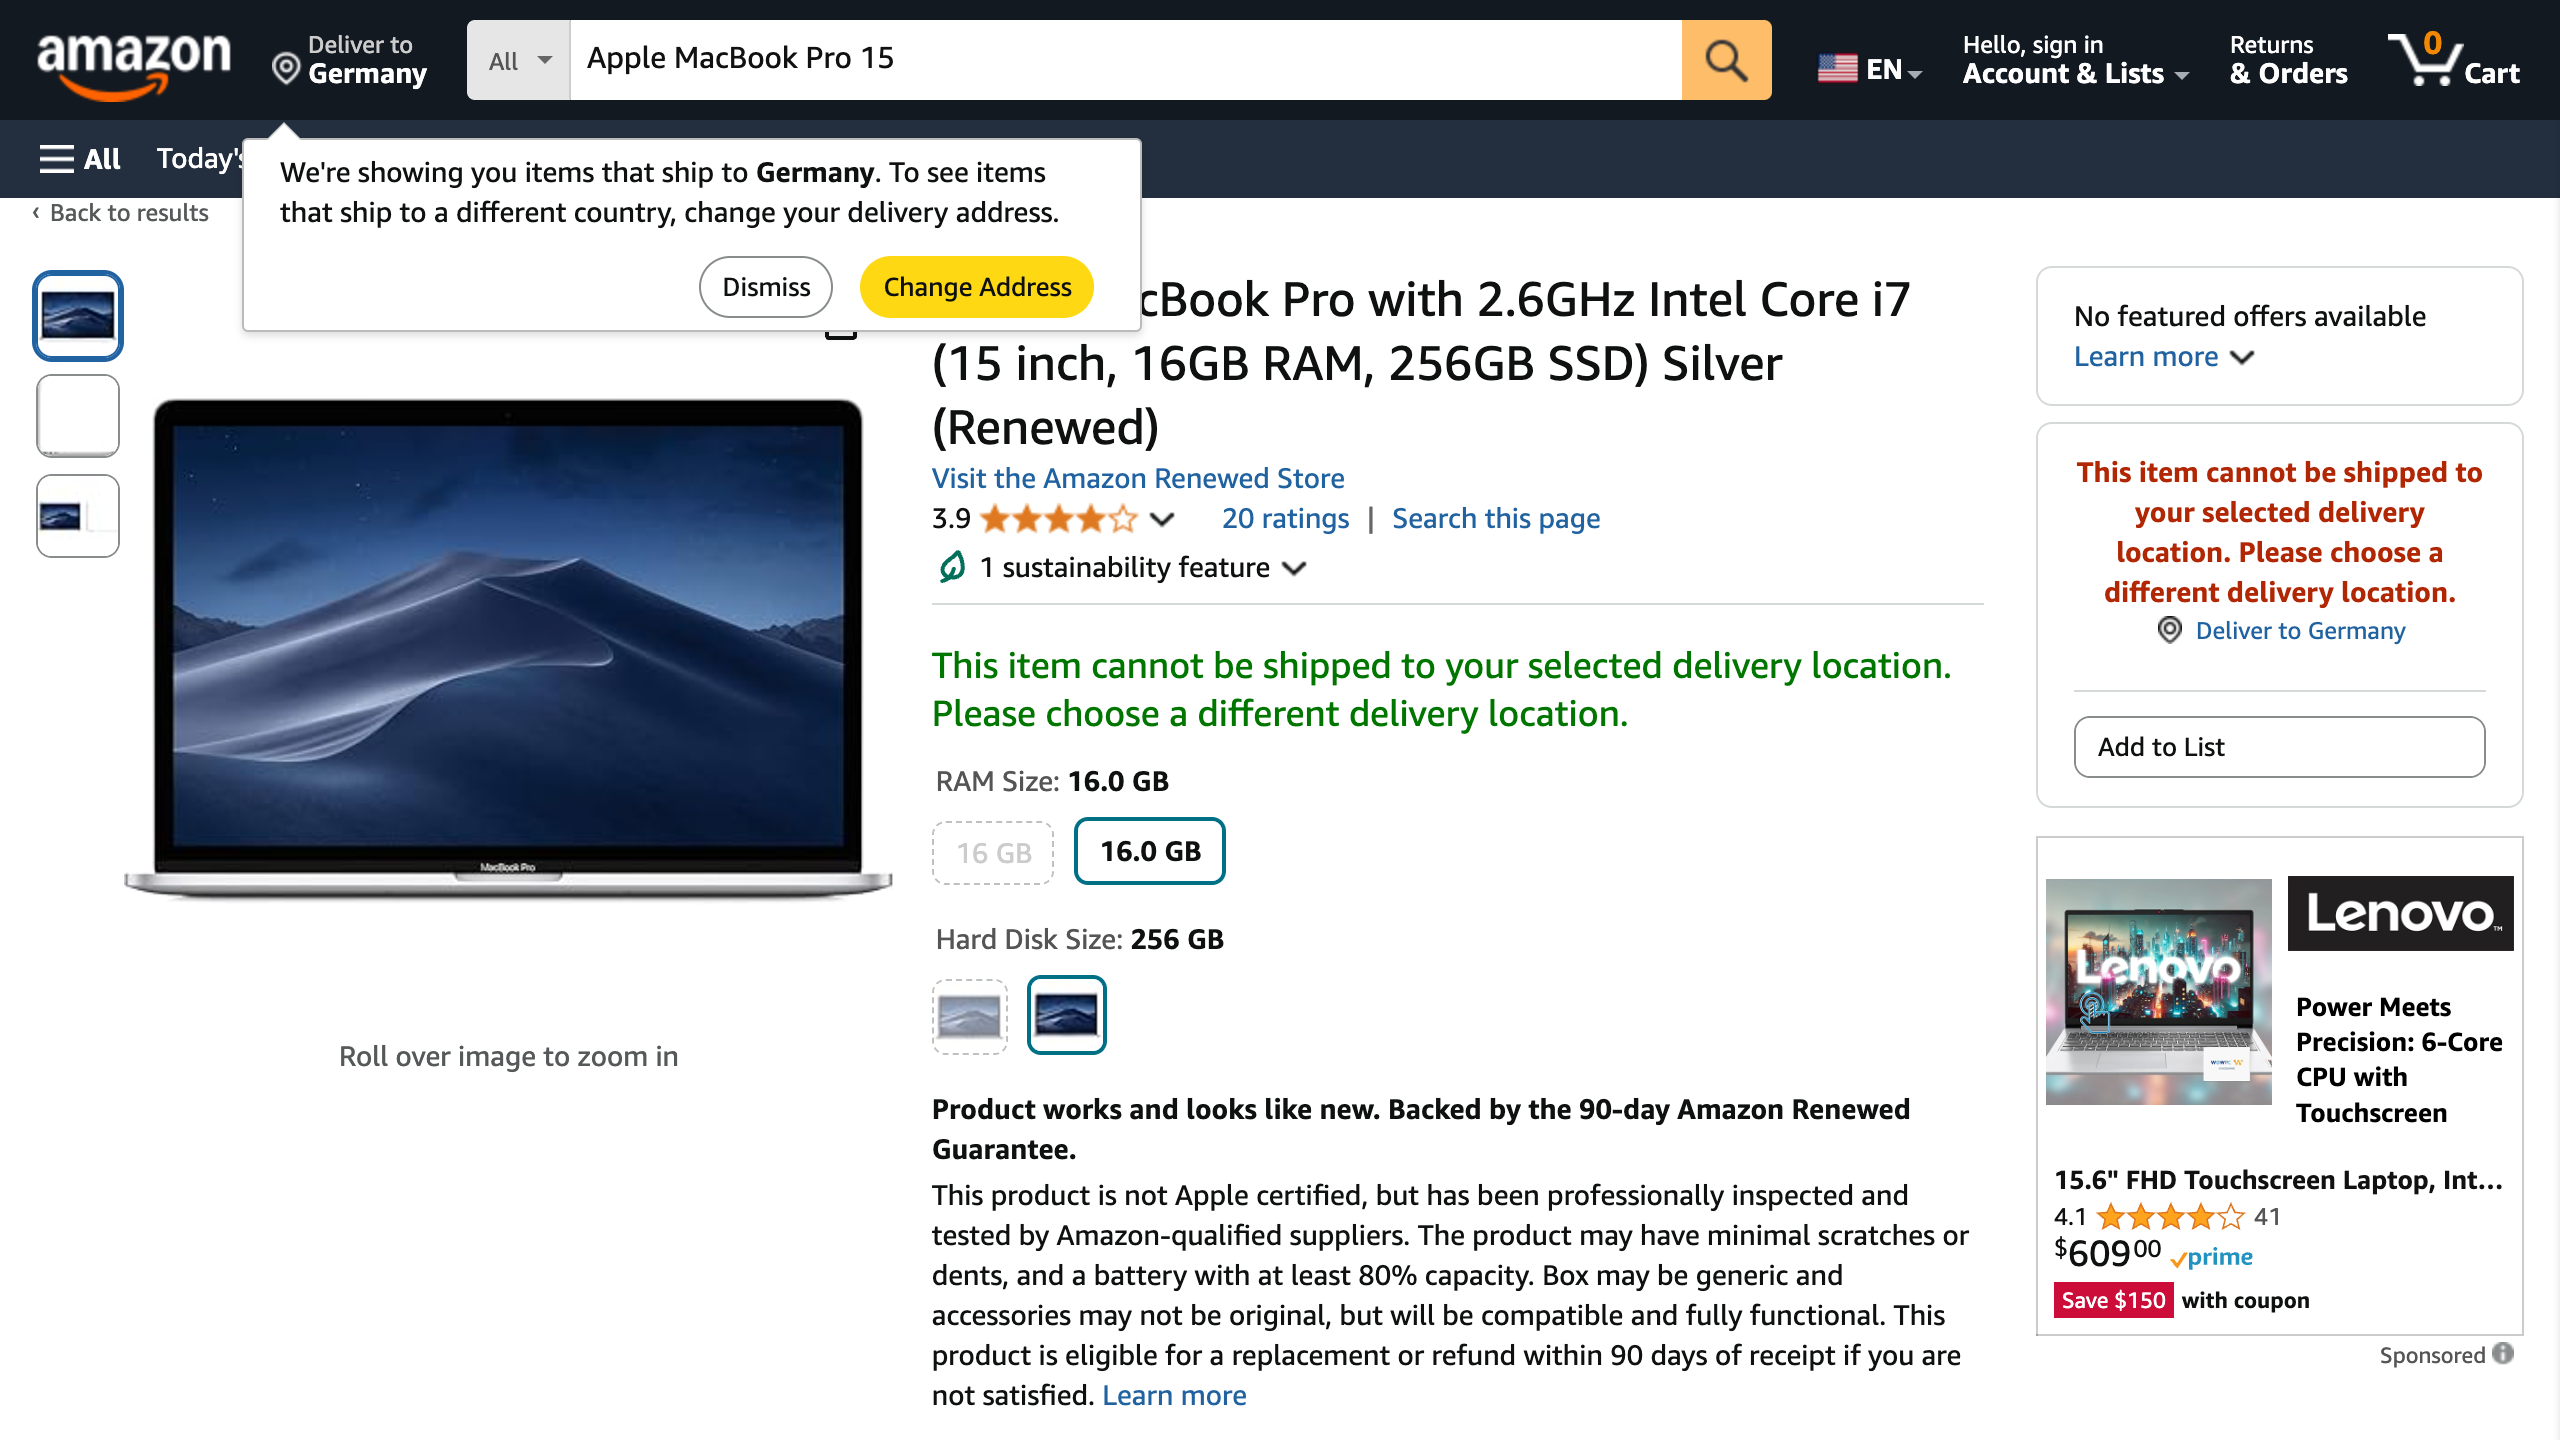 amazon
Deliver to
Germany
All
Apple MacBook Pro 15
EN
Hello, sign in
Account & Lists
Returns
& Orders
0
Cart
All
Today's
We're showing you items that ship to Germany. To see items
that ship to a different country, change your delivery address.
Dismiss
Change Address
‹ Back to results
MacBook Pro
Roll over image to zoom in
cBook Pro with 2.6GHz Intel Core i7
(15 inch, 16GB RAM, 256GB SSD) Silver
(Renewed)
Visit the Amazon Renewed Store
3.9
20 ratings | Search this page
1 sustainability feature
This item cannot be shipped to your selected delivery location.
Please choose a different delivery location.
RAM Size: 16.0 GB
16 GB
16.0 GB
Hard Disk Size: 256 GB
Product works and looks like new. Backed by the 90-day Amazon Renewed
Guarantee.
This product is not Apple certified, but has been professionally inspected and
tested by Amazon-qualified suppliers. The product may have minimal scratches or
dents, and a battery with at least 80% capacity. Box may be generic and
accessories may not be original, but will be compatible and fully functional. This
product is eligible for a replacement or refund within 90 days of receipt if you are
not satisfied. Learn more
No featured offers available
Learn more
This item cannot be shipped to
your selected delivery
location. Please choose a
different delivery location.
Deliver to Germany
Add to List
Lenovo
Lenovo™
Power Meets
Precision: 6-Core
CPU with
Touchscreen
15.6" FHD Touchscreen Laptop, Int...
4.1
41
$609 00
prime
Save $150 with coupon
Sponsored